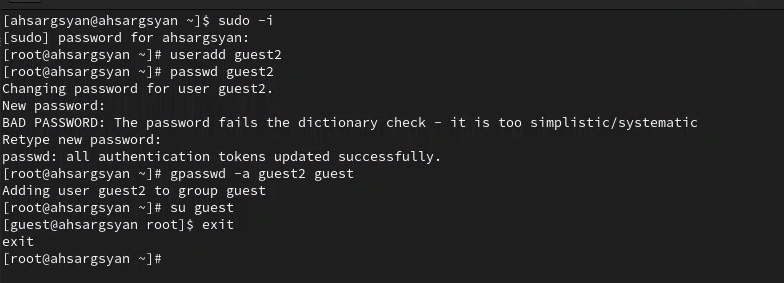 [ahsargsyan@ahsargsyan ~]$ sudo -i
[sudo] password for ahsargsyan:
[root@ahsargsyan ~]# useradd guest2
[root@ahsargsyan ~]# passwd guest2
Changing password for user guest2.
New password:
BAD PASSWORD: The password fails the dictionary check - it is too simplistic/systematic
Retype new password:
passwd: all authentication tokens updated successfully.
[root@ahsargsyan ~]# gpasswd -a guest2 guest
Adding user guest2 to group guest
[root@ahsargsyan ~]# su guest
[guest@ahsargsyan root]$ exit
exit
[root@ahsargsyan ~]#